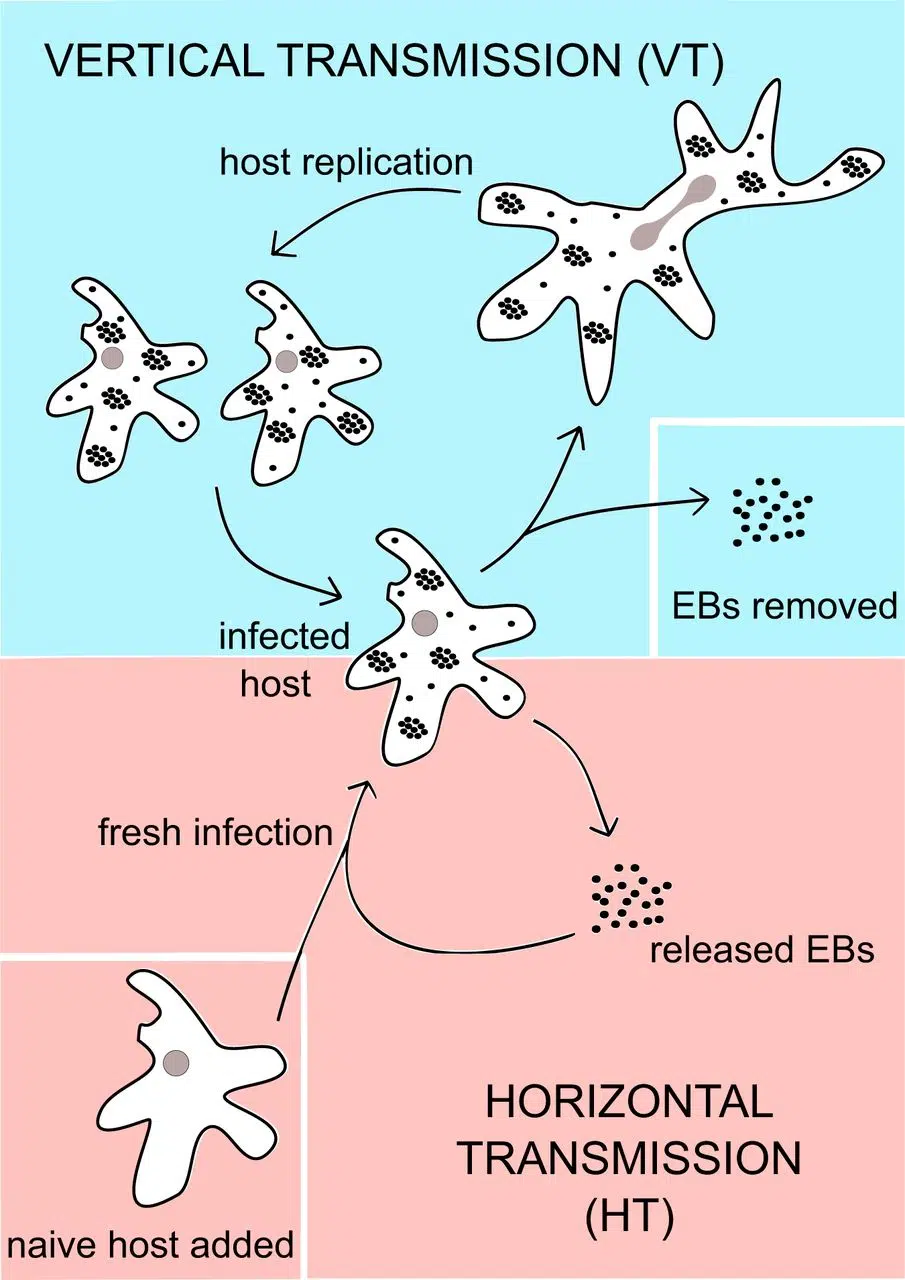 VERTICAL TRANSMISSION (VT)
host replication
EBs removed
infected
host
fresh infection
released EBs
HORIZONTAL
TRANSMISSION
(HT)
naive host added